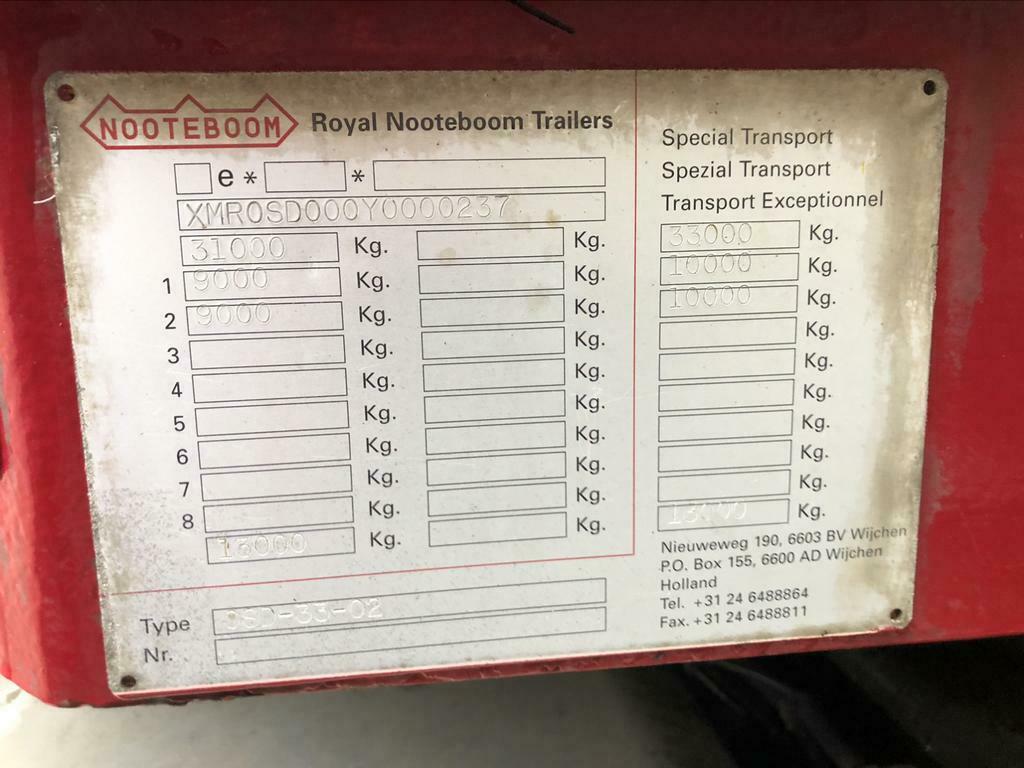 NOOTEBOOM Royal Nooteboom Trailers
e * *
XMR0SD000Y0000237
31000 Kg. Kg.
1 9000 Kg. Kg.
2 9000 Kg. Kg.
3 Kg. Kg.
4 Kg. Kg.
5 Kg. Kg.
6 Kg. Kg.
7 Kg. Kg.
8 Kg. Kg.
13000 Kg. Kg.
Type OSD-33-02
Nr.
Special Transport
Spezial Transport
Transport Exceptionnel
33000 Kg.
10000 Kg.
10000 Kg.
Kg.
Kg.
Kg.
Kg.
Kg.
Kg.
13000 Kg.
Nieuweweg 190, 6603 BV Wijchen
P.O. Box 155, 6600 AD Wijchen
Holland
Tel. +31 24 6488864
Fax. +31 24 6488811